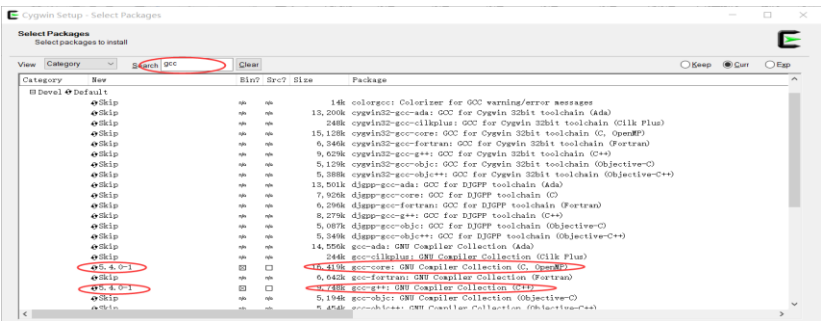 Cygwin Setup - Select Packages
Select Packages
Select packages to install
View Category Search gcc Clear Keep Curr Exp
Category New Bin? Src? Size Package
Devel Default
Skip n/a n/a 14k colorgcc: Colorizer for GCC warning/error messages
Skip n/a n/a 13,200k cygwin32-gcc-ada: GCC for Cygwin 32bit toolchain (Ada)
Skip n/a n/a 248k cygwin32-gcc-cilkplus: GCC for Cygwin 32bit toolchain (Cilk Plus)
Skip n/a n/a 15,128k cygwin32-gcc-core: GCC for Cygwin 32bit toolchain (C, OpenMP)
Skip n/a n/a 6,346k cygwin32-gcc-fortran: GCC for Cygwin 32bit toolchain (Fortran)
Skip n/a n/a 9,629k cygwin32-gcc-g++: GCC for Cygwin 32bit toolchain (C++)
Skip n/a n/a 5,129k cygwin32-gcc-objc: GCC for Cygwin 32bit toolchain (Objective-C)
Skip n/a n/a 5,388k cygwin32-gcc-objc++: GCC for Cygwin 32bit toolchain (Objective-C++)
Skip n/a n/a 13,501k djgpp-gcc-ada: GCC for DJGPP toolchain (Ada)
Skip n/a n/a 7,926k djgpp-gcc-core: GCC for DJGPP toolchain (C)
Skip n/a n/a 6,296k djgpp-gcc-fortran: GCC for DJGPP toolchain (Fortran)
Skip n/a n/a 8,279k djgpp-gcc-g++: GCC for DJGPP toolchain (C++)
Skip n/a n/a 5,087k djgpp-gcc-objc: GCC for DJGPP toolchain (Objective-C)
Skip n/a n/a 5,349k djgpp-gcc-objc++: GCC for DJGPP toolchain (Objective-C++)
Skip n/a n/a 14,556k gcc-ada: GNU Compiler Collection (Ada)
Skip n/a n/a 244k gcc-cilkplus: GNU Compiler Collection (Cilk Plus)
5.4.0-1 16,419k gcc-core: GNU Compiler Collection (C, OpenMP)
Skip n/a n/a 6,642k gcc-fortran: GNU Compiler Collection (Fortran)
5.4.0-1 9,748k gcc-g++: GNU Compiler Collection (C++)
Skip n/a n/a 5,194k gcc-objc: GNU Compiler Collection (Objective-C)
Skip n/a n/a 5,454k gcc-objc++: GNU Compiler Collection (Objective-C++)